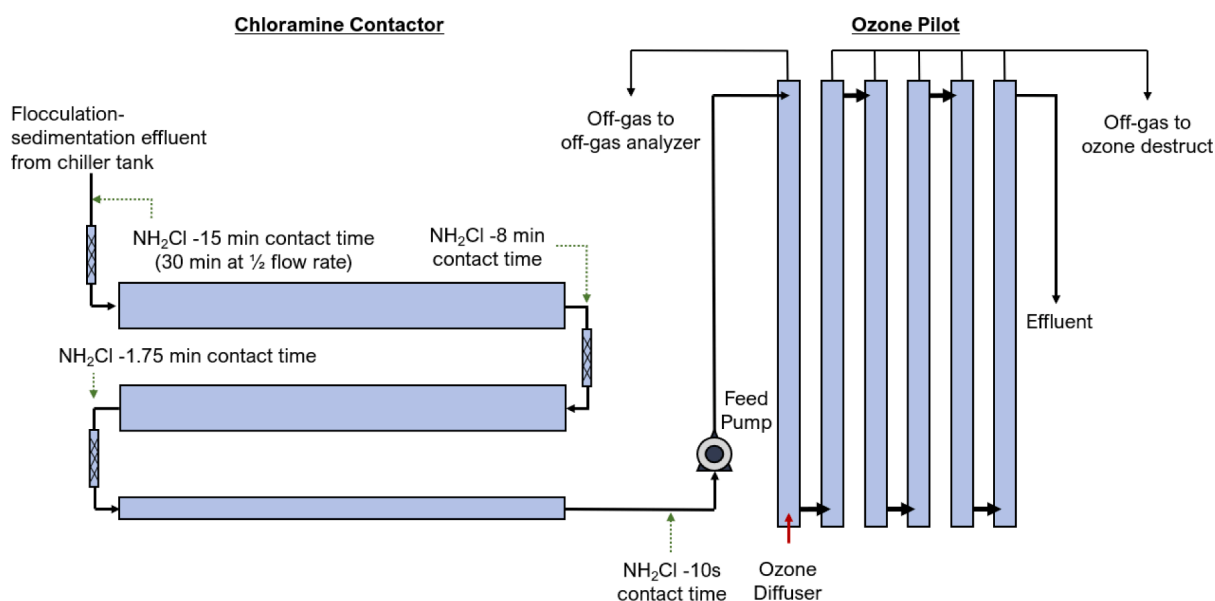 Chloramine Contactor
Ozone Pilot
Flocculation-
sedimentation effluent
from chiller tank
NH₂Cl -15 min contact time
(30 min at ½ flow rate)
NH₂Cl -8 min
contact time
NH₂Cl -1.75 min contact time
Feed
Pump
NH₂Cl -10s
contact time
Off-gas to
off-gas analyzer
Off-gas to
ozone destruct
Effluent
Ozone
Diffuser